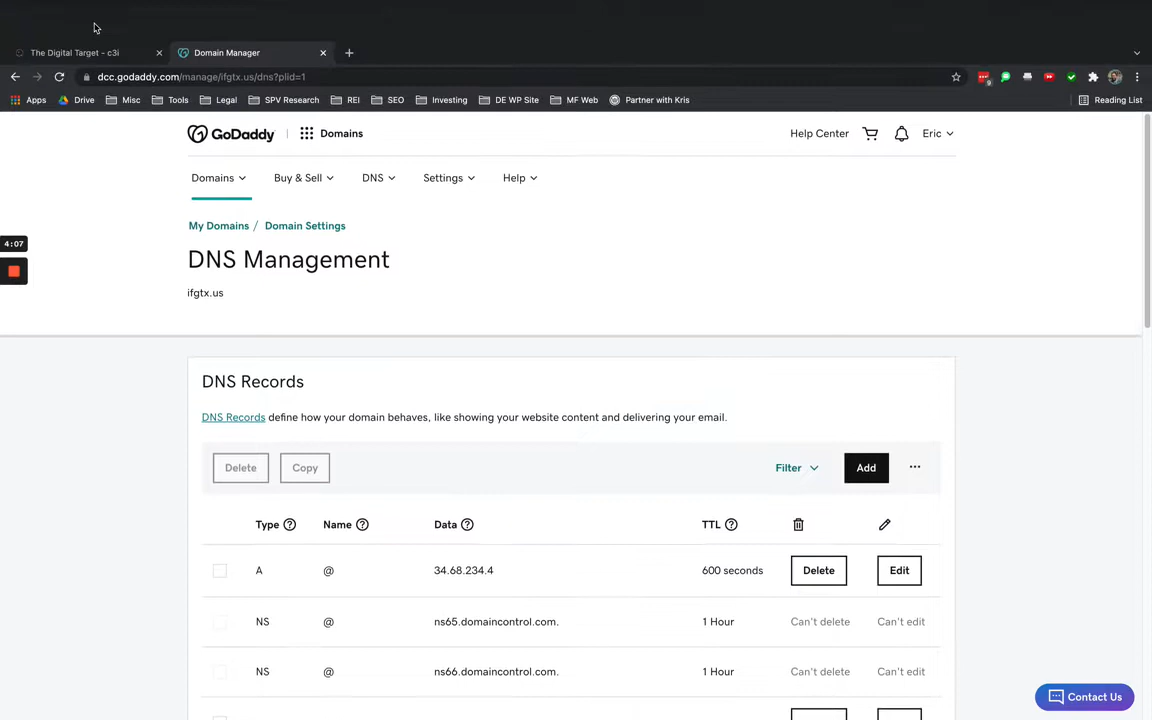 The Digital Target - c3i
Domain Manager
dcc.godaddy.com/manage/ifgtx.us/dns?plid=1
9
Apps Drive Misc Tools Legal SPV Research REI SEO Investing DE WP Site MF Web Partner with Kris Reading List
GoDaddy Domains Help Center Eric
Domains Buy & Sell DNS Settings Help
My Domains / Domain Settings
4:07
DNS Management
ifgtx.us
DNS Records
DNS Records define how your domain behaves, like showing your website content and delivering your email.
Delete Copy Filter Add ...
Type ? Name ? Data ? TTL ?
A @ 34.68.234.4 600 seconds Delete Edit
NS @ ns65.domaincontrol.com. 1 Hour Can't delete Can't edit
NS @ ns66.domaincontrol.com. 1 Hour Can't delete Can't edit
Contact Us